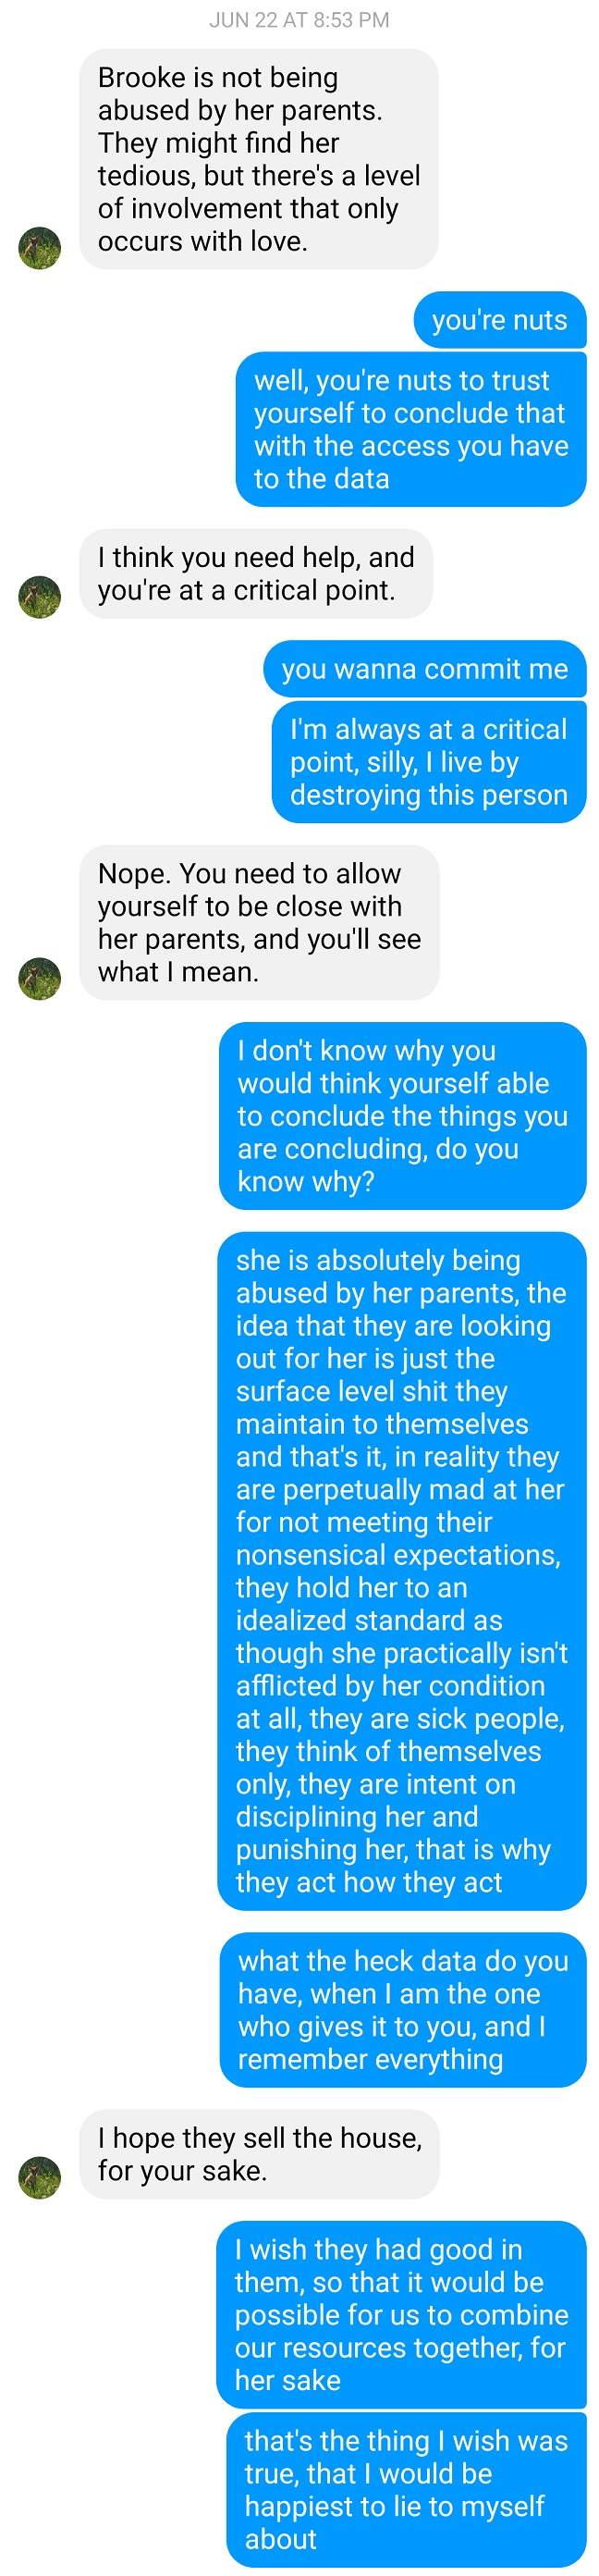 JUN 22 AT 8:53 PM
Brooke is not being
abused by her parents.
They might find her
tedious, but there's a level
of involvement that only
occurs with love.
you're nuts
well, you're nuts to trust
yourself to conclude that
with the access you have
to the data
I think you need help, and
you're at a critical point.
you wanna commit me
I'm always at a critical
point, silly, I live by
destroying this person
Nope. You need to allow
yourself to be close with
her parents, and you'll see
what I mean.
I don't know why you
would think yourself able
to conclude the things you
are concluding, do you
know why?
she is absolutely being
abused by her parents, the
idea that they are looking
out for her is just the
surface level shit they
maintain to themselves
and that's it, in reality they
are perpetually mad at her
for not meeting their
nonsensical expectations,
they hold her to an
idealized standard as
though she practically isn't
afflicted by her condition
at all, they are sick people,
they think of themselves
only, they are intent on
disciplining her and
punishing her, that is why
they act how they act
what the heck data do you
have, when I am the one
who gives it to you, and I
remember everything
I hope they sell the house,
for your sake.
I wish they had good in
them, so that it would be
possible for us to combine
our resources together, for
her sake
that's the thing I wish was
true, that I would be
happiest to lie to myself
about